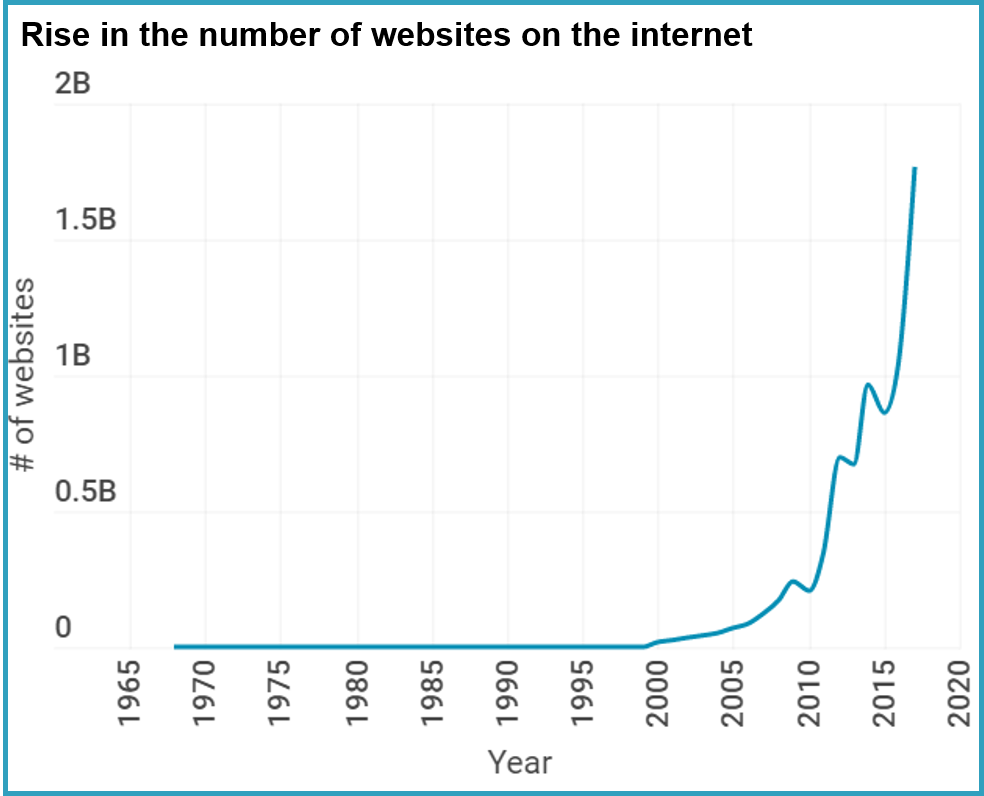 Rise in the number of websites on the internet
2B
1.5B
1B
0.5B
0
# of websites
1965 1970 1975 1980 1985 1990 1995 2000 2005 2010 2015 2020
Year